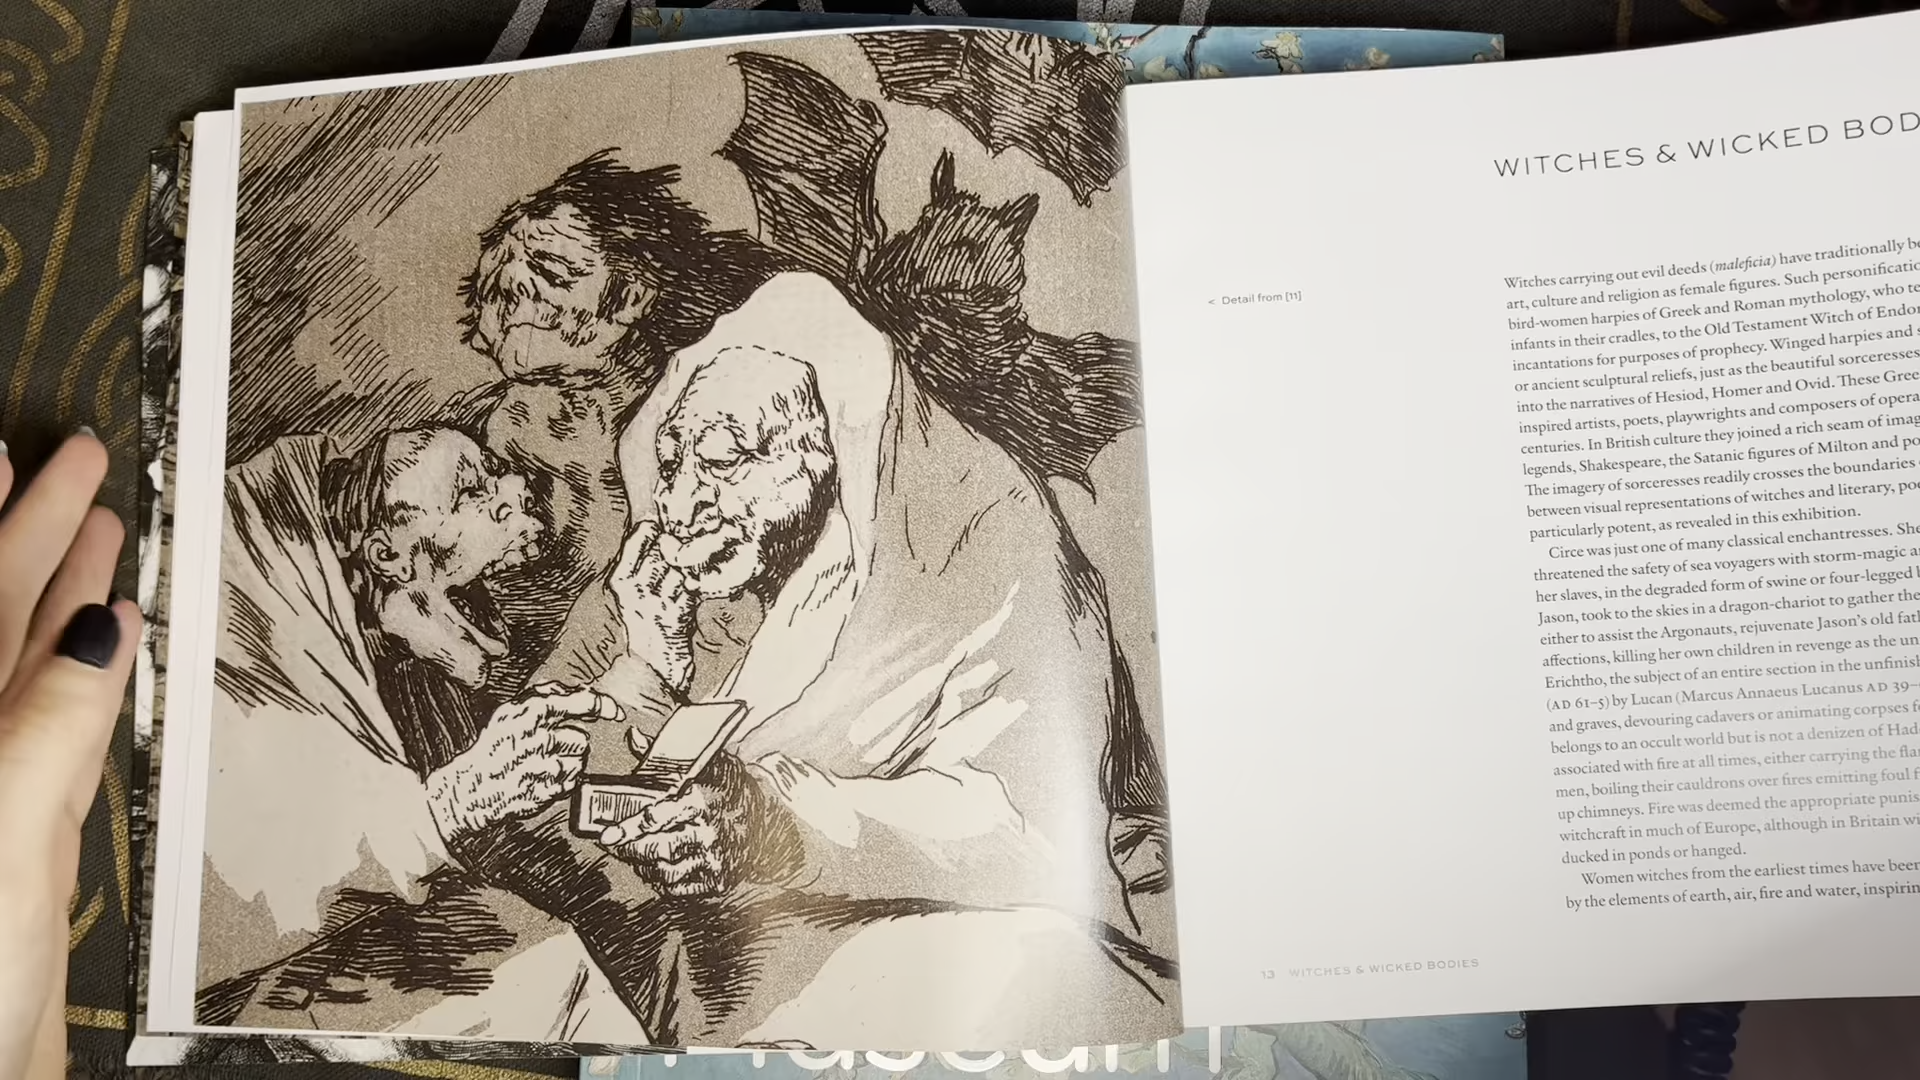 WITCHES & WICKED BOD
< Detail from [11]
Witches carrying out evil deeds (maleficia) have traditionally be
art, culture and religion as female figures. Such personificatio
bird-women harpies of Greek and Roman mythology, who te
infants in their cradles, to the Old Testament Witch of Endor
incantations for purposes of prophecy. Winged harpies and s
or ancient sculptural reliefs, just as the beautiful sorceresses
into the narratives of Hesiod, Homer and Ovid. These Gree
inspired artists, poets, playwrights and composers of opera
centuries. In British culture they joined a rich seam of imag
legends, Shakespeare, the Satanic figures of Milton and po
The imagery of sorceresses readily crosses the boundaries
between visual representations of witches and literary, poe
particularly potent, as revealed in this exhibition.
Circe was just one of many classical enchantresses. She
threatened the safety of sea voyagers with storm-magic a
her slaves, in the degraded form of swine or four-legged
Jason, took to the skies in a dragon-chariot to gather the
either to assist the Argonauts, rejuvenate Jason's old fat
affections, killing her own children in revenge as the un
Erichtho, the subject of an entire section in the unfinish
(AD 61–5) by Lucan (Marcus Annaeus Lucanus AD 39–
and graves, devouring cadavers or animating corpses f
belongs to an occult world but is not a denizen of Had
associated with fire at all times, either carrying the fla
men, boiling their cauldrons over fires emitting foul f
up chimneys. Fire was deemed the appropriate punis
witchcraft in much of Europe, although in Britain wi
ducked in ponds or hanged.
Women witches from the earliest times have been
by the elements of earth, air, fire and water, inspirin
13 WITCHES & WICKED BODIES
Museum